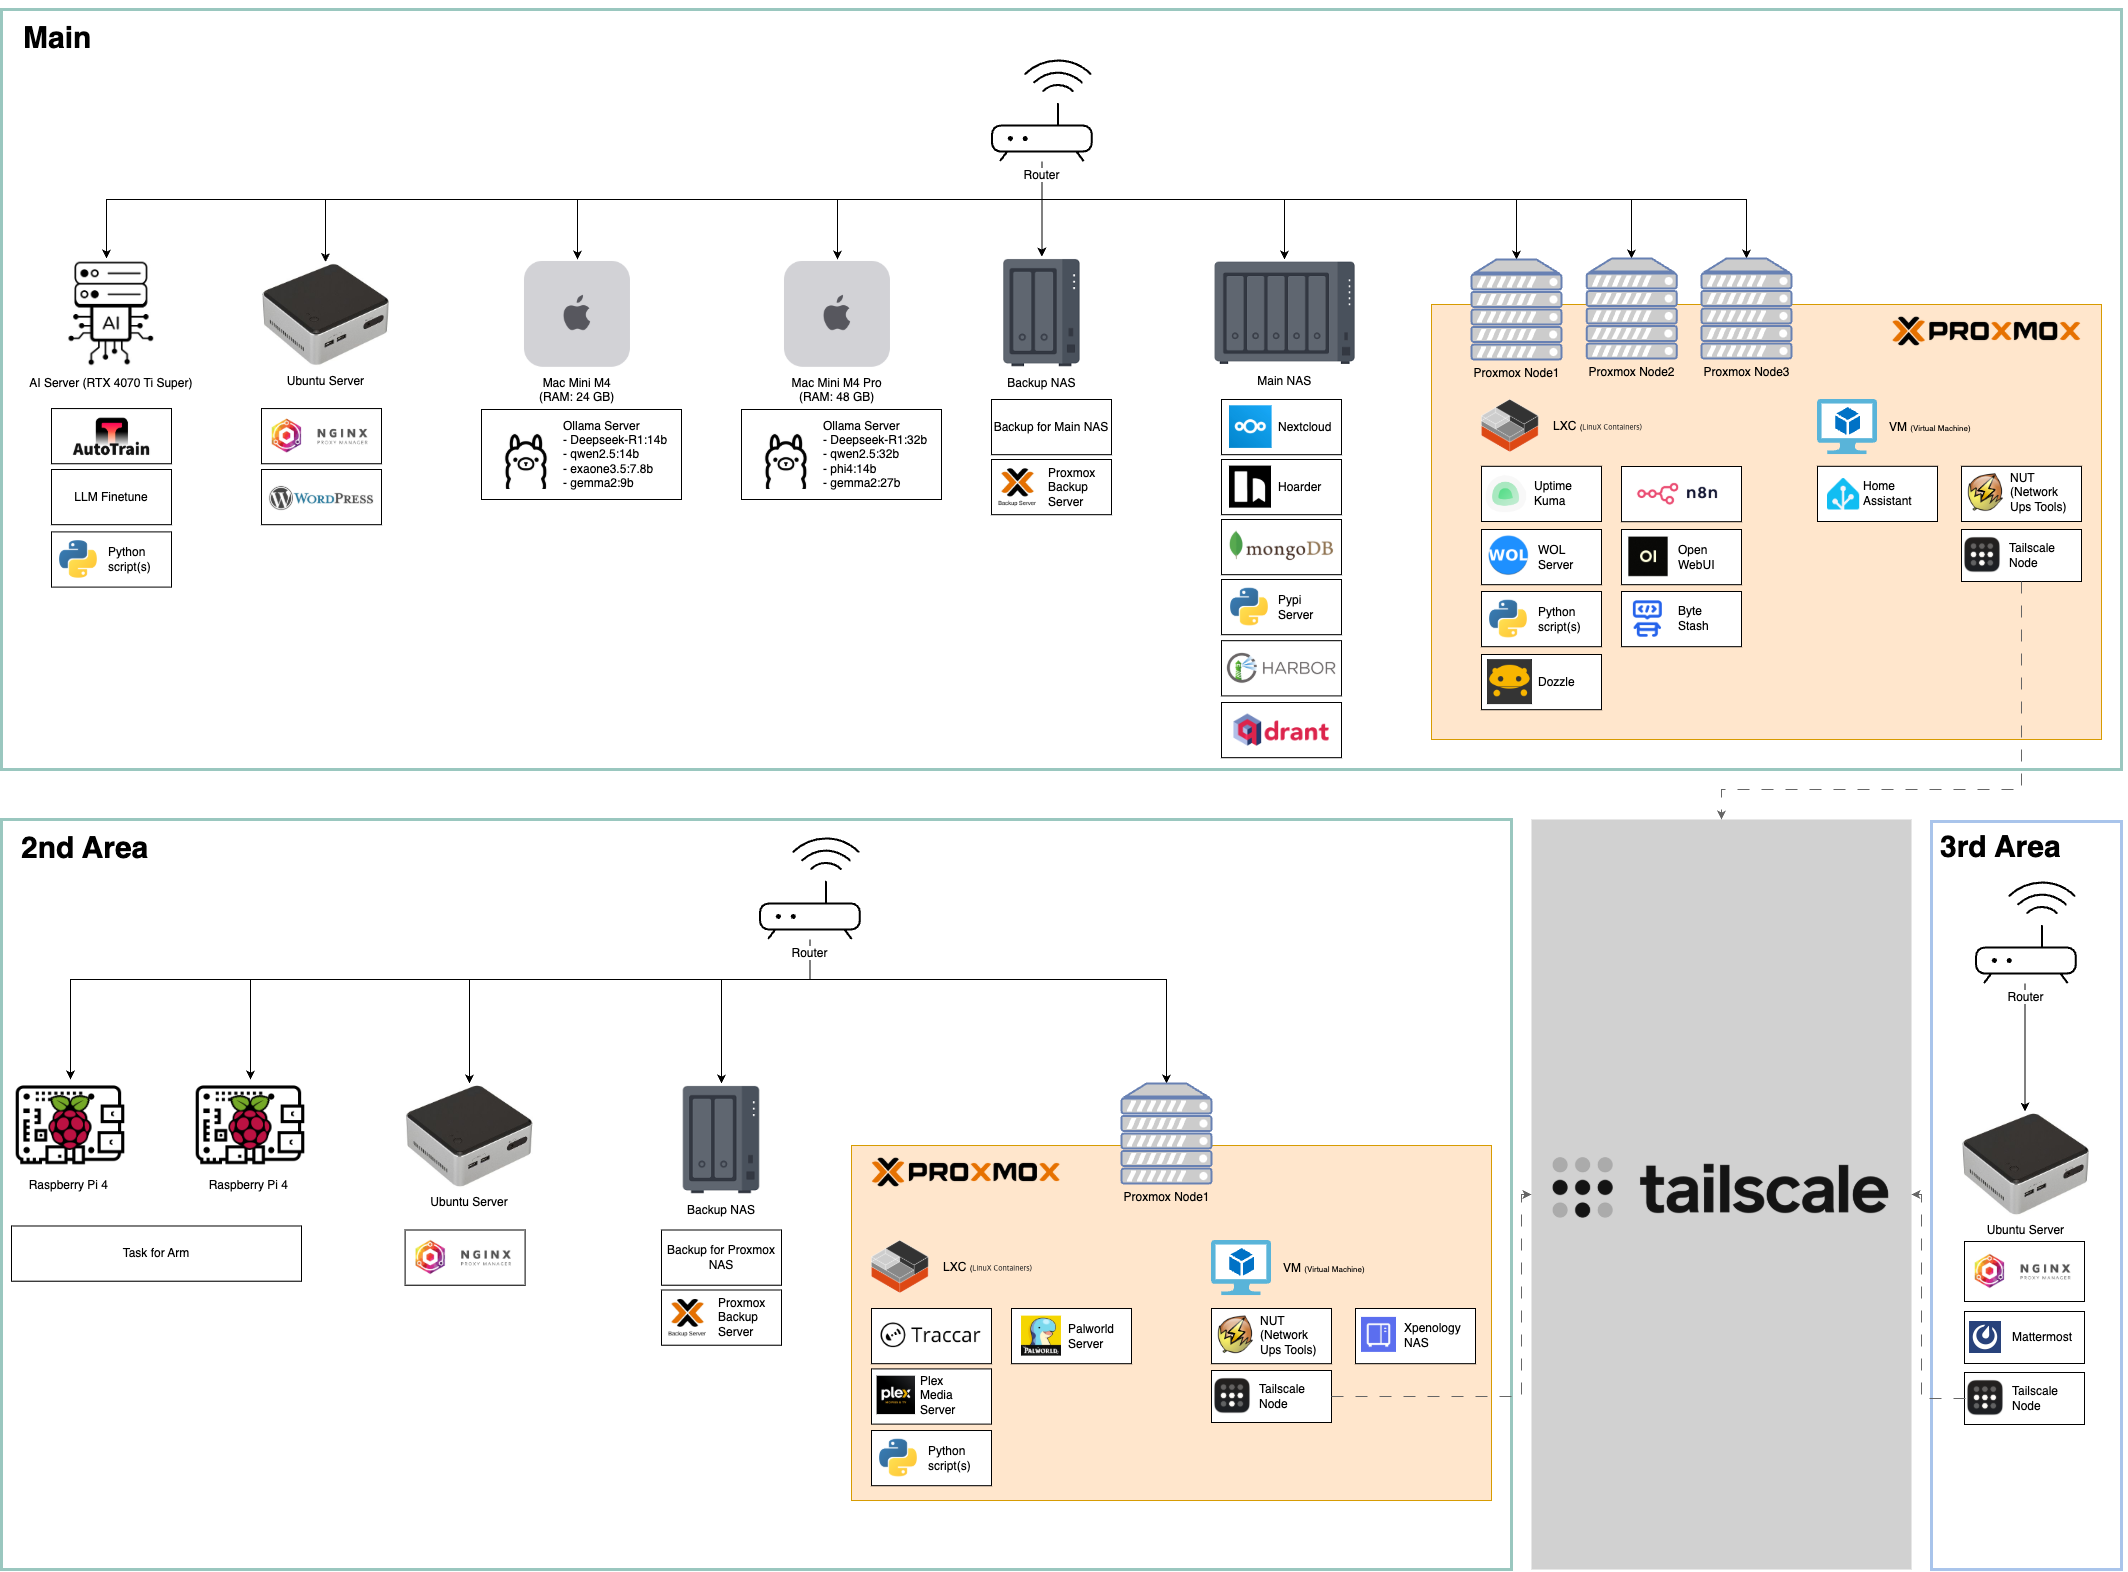 Main
Router
AI
AI Server (RTX 4070 Ti Super)
AutoTrain
LLM Finetune
Python
script(s)
Ubuntu Server
NGINX
PROXY MANAGER
WORDPRESS
Mac Mini M4
(RAM: 24 GB)
Ollama Server
- Deepseek-R1:14b
- qwen2.5:14b
- exaone3.5:7.8b
- gemma2:9b
Mac Mini M4 Pro
(RAM: 48 GB)
Ollama Server
- Deepseek-R1:32b
- qwen2.5:32b
- phi4:14b
- gemma2:27b
Backup NAS
Backup for Main NAS
Backup Server
Proxmox
Backup
Server
Main NAS
Nextcloud
Hoarder
mongoDB
Pypi
Server
HARBOR
qdrant
Proxmox Node1
Proxmox Node2
Proxmox Node3
PROXMOX
LXC (LinuX Containers)
Uptime
Kuma
n8n
WOL
WOL
Server
OI
Open
WebUI
Python
script(s)
Byte
Stash
Dozzle
VM (Virtual Machine)
Home
Assistant
NUT
(Network
Ups Tools)
Tailscale
Node
2nd Area
Router
Raspberry Pi 4
Raspberry Pi 4
Task for Arm
Ubuntu Server
NGINX
PROXY MANAGER
Backup NAS
Backup for Proxmox
NAS
Backup Server
Proxmox
Backup
Server
PROXMOX
Proxmox Node1
LXC (LinuX Containers)
Traccar
PALWORLD
Palworld
Server
plex
Plex
Media
Server
Python
script(s)
VM (Virtual Machine)
NUT
(Network
Ups Tools)
Xpenology
NAS
Tailscale
Node
tailscale
3rd Area
Router
Ubuntu Server
NGINX
PROXY MANAGER
Mattermost
Tailscale
Node